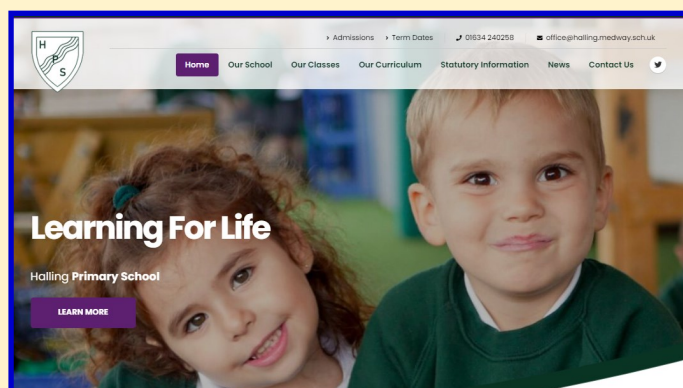 H
P
S
Admissions Term Dates 01634 240258 office@halling.medway.sch.uk
Home Our School Our Classes Our Curriculum Statutory Information News Contact Us
Learning For Life
Halling Primary School
LEARN MORE